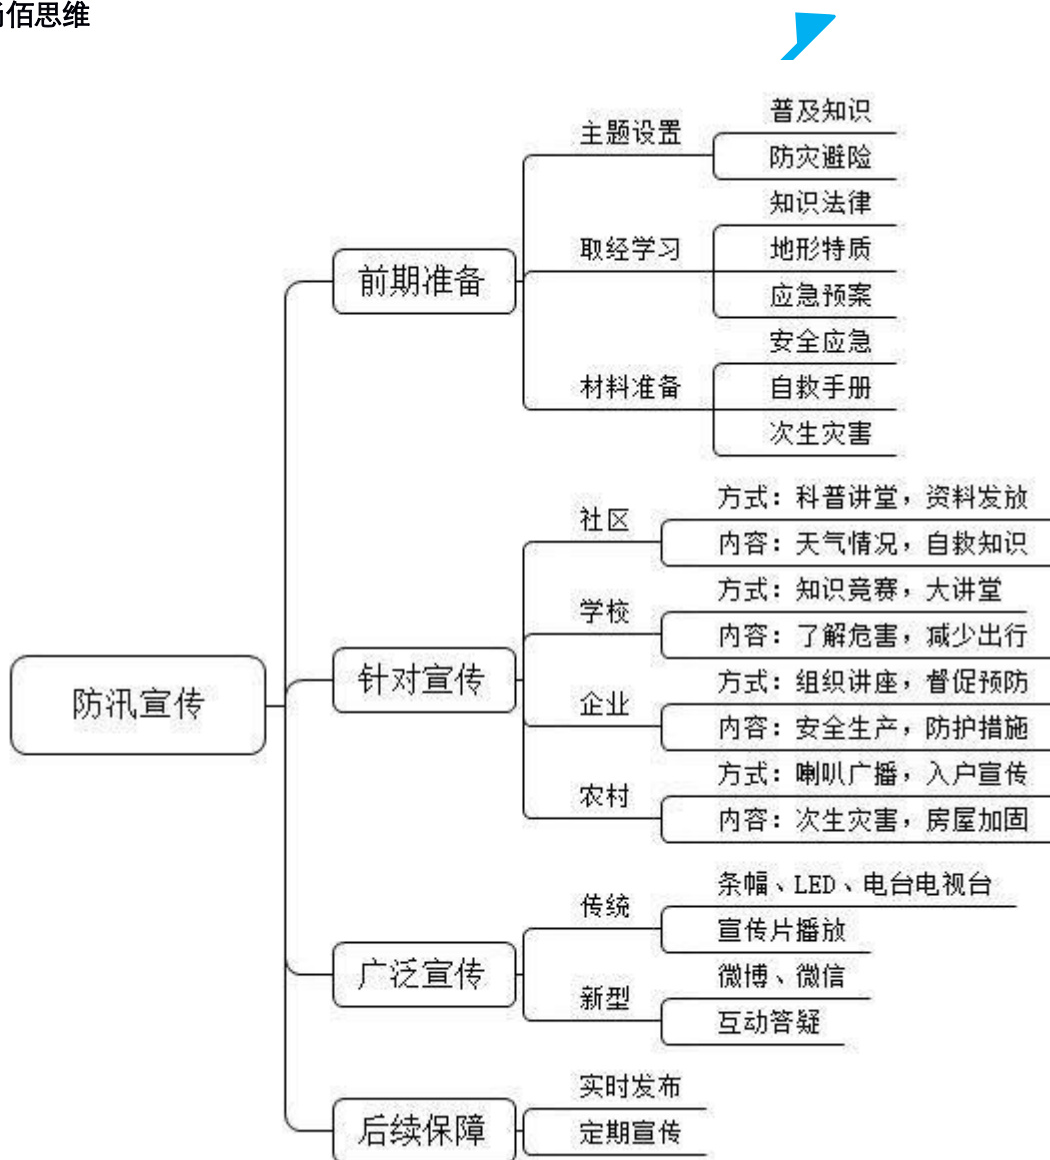 佰思维
防汛宣传
前期准备
主题设置
普及知识
防灾避险
取经学习
知识法律
地形特质
应急预案
材料准备
安全应急
自救手册
次生灾害
针对宣传
社区
方式：科普讲堂，资料发放
内容：天气情况，自救知识
学校
方式：知识竞赛，大讲堂
内容：了解危害，减少出行
企业
方式：组织讲座，督促预防
内容：安全生产，防护措施
农村
方式：喇叭广播，入户宣传
内容：次生灾害，房屋加固
广泛宣传
传统
条幅、LED、电台电视台
宣传片播放
新型
微博、微信
互动答疑
后续保障
实时发布
定期宣传